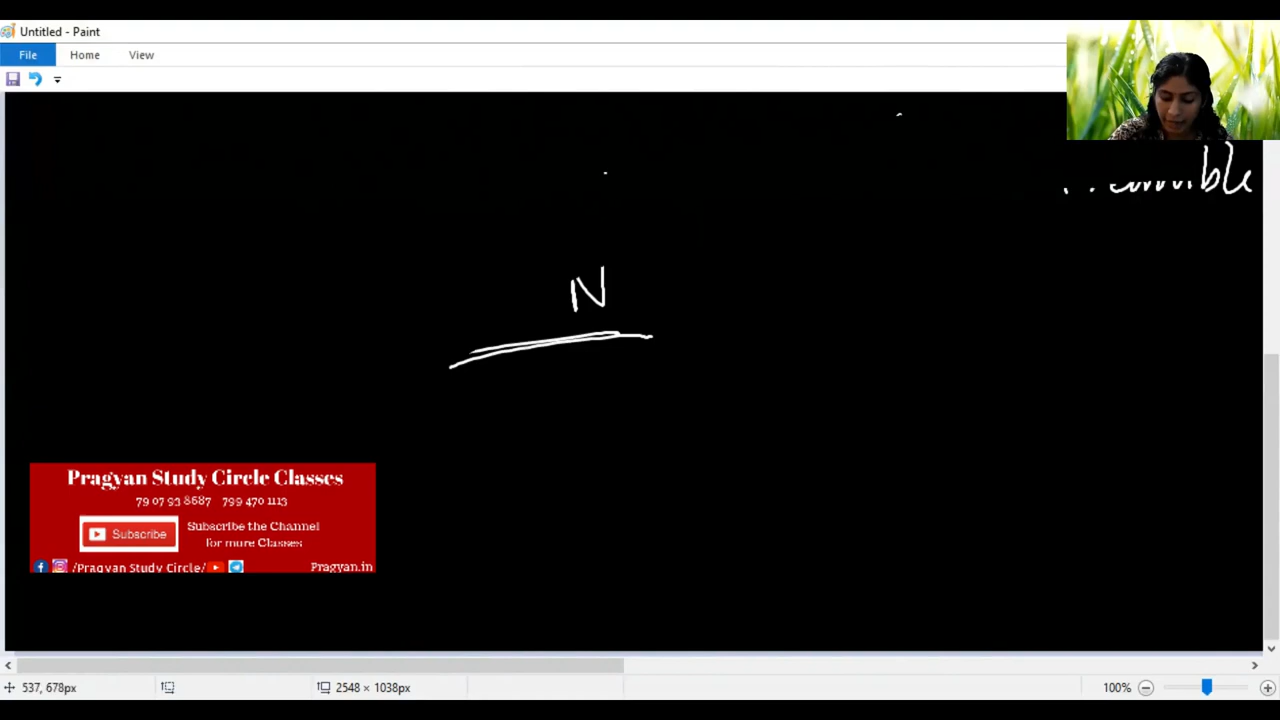 Untitled - Paint
File Home View
N
Pragyan Study Circle Classes
79 07 93 8687 799 470 1113
Subscribe
Subscribe the Channel
for more Classes
/Pragyan Study Circle/
Pragyan.in
537, 678px
2548 × 1038px
100%